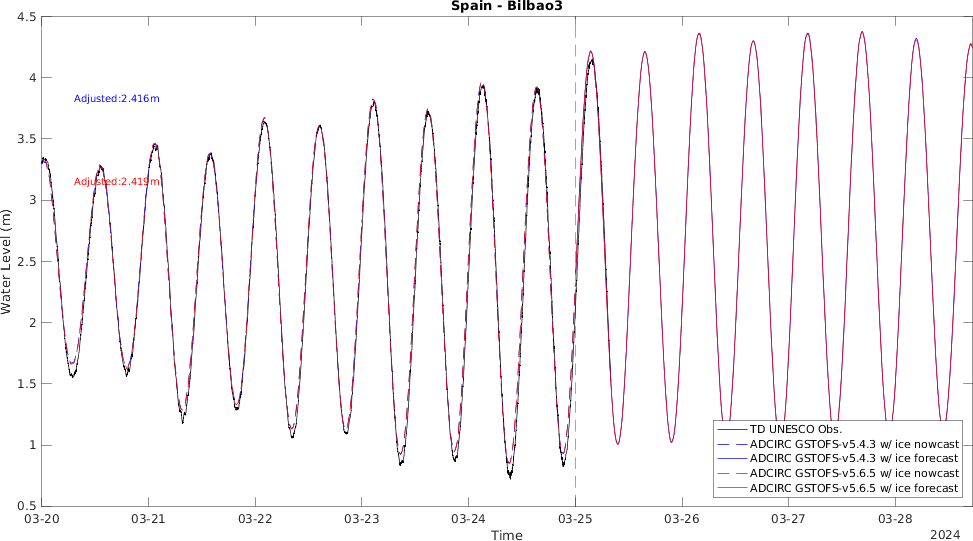 Spain - Bilbao3
4.5
4
3.5
3
2.5
2
1.5
1
0.5
Water Level (m)
Adjusted:2.416m
Adjusted:2.419m
TD UNESCO Obs.
ADCIRC GSTOFS-v5.4.3 w/ ice nowcast
ADCIRC GSTOFS-v5.4.3 w/ ice forecast
ADCIRC GSTOFS-v5.6.5 w/ ice nowcast
ADCIRC GSTOFS-v5.6.5 w/ ice forecast
03-20 03-21 03-22 03-23 03-24 03-25 03-26 03-27 03-28
Time
2024